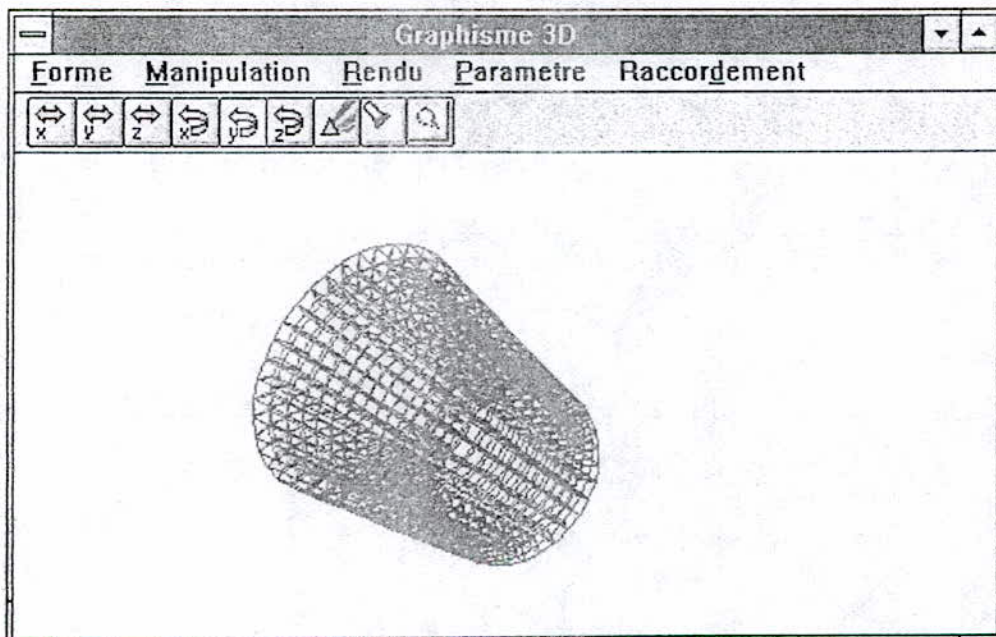 Graphisme 3D
Forme Manipulation Rendu Parametre Raccordement
x y z x y z